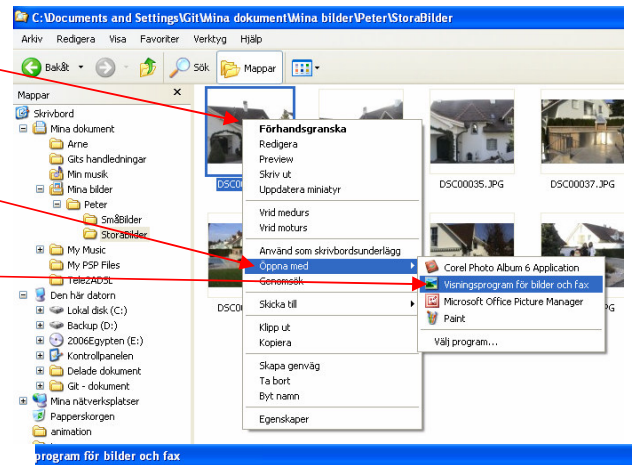 C:\Documents and Settings\Git\Mina dokument\Mina bilder\Peter\StoraBilder
Arkiv Redigera Visa Favoriter Verktyg Hjälp
Bakåt Sök Mappar
Mappar
Skrivbord
Mina dokument
Arne
Gits handledningar
Min musik
Mina bilder
Peter
SmåBilder
StoraBilder
My Music
My PSP Files
Tele2ADSL
Den här datorn
Lokal disk (C:)
Backup (D:)
2006Egypten (E:)
Kontrollpanelen
Delade dokument
Git - dokument
Mina nätverksplatser
Papperskorgen
animation
DSC00035.JPG DSC00037.JPG
Förhandsgranska
Redigera
Preview
Skriv ut
Uppdatera miniatyr
Vrid medurs
Vrid moturs
Använd som skrivbordsunderlägg
Öppna med
Genomsök
Skicka till
Klipp ut
Kopiera
Skapa genväg
Ta bort
Byt namn
Egenskaper
Corel Photo Album 6 Application
Visningsprogram för bilder och fax
Microsoft Office Picture Manager
Paint
Välj program...
program för bilder och fax